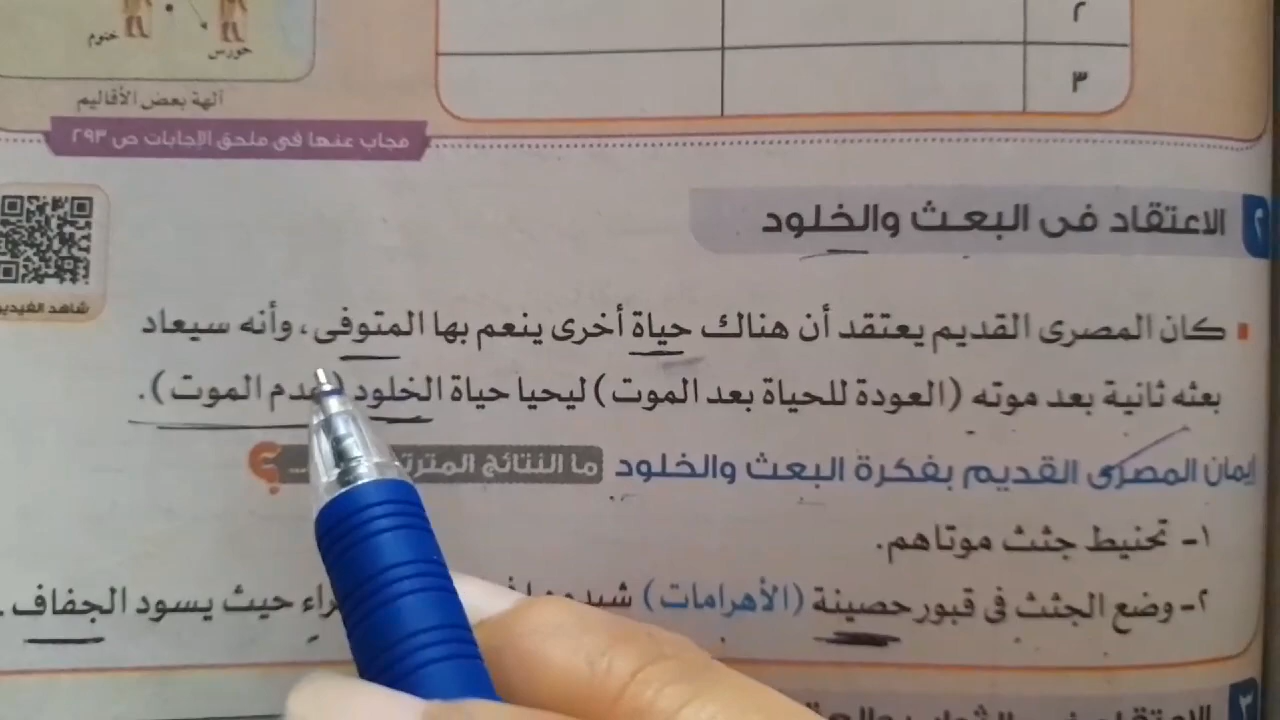 ٢
٣
خنوم
حورس
آلهة بعض الأقاليم
مجاب عنها فى ملحق الإجابات ص ٢٩٣
٢ الاعتقاد فى البعث والخلود
شاهد الفيديو
كان المصرى القديم يعتقد أن هناك حياة أخرى ينعم بها المتوفى، وأنه سيعاد
بعثه ثانية بعد موته (العودة للحياة بعد الموت) ليحيا حياة الخلود (عدم الموت).
إيمان المصرى القديم بفكرة البعث والخلود ما النتائج ... ؟
١- تحنيط جثث موتاهم.
٢- وضع الجثث فى قبور حصينة (الأهرامات) حيث يسود الجفاف.
٣